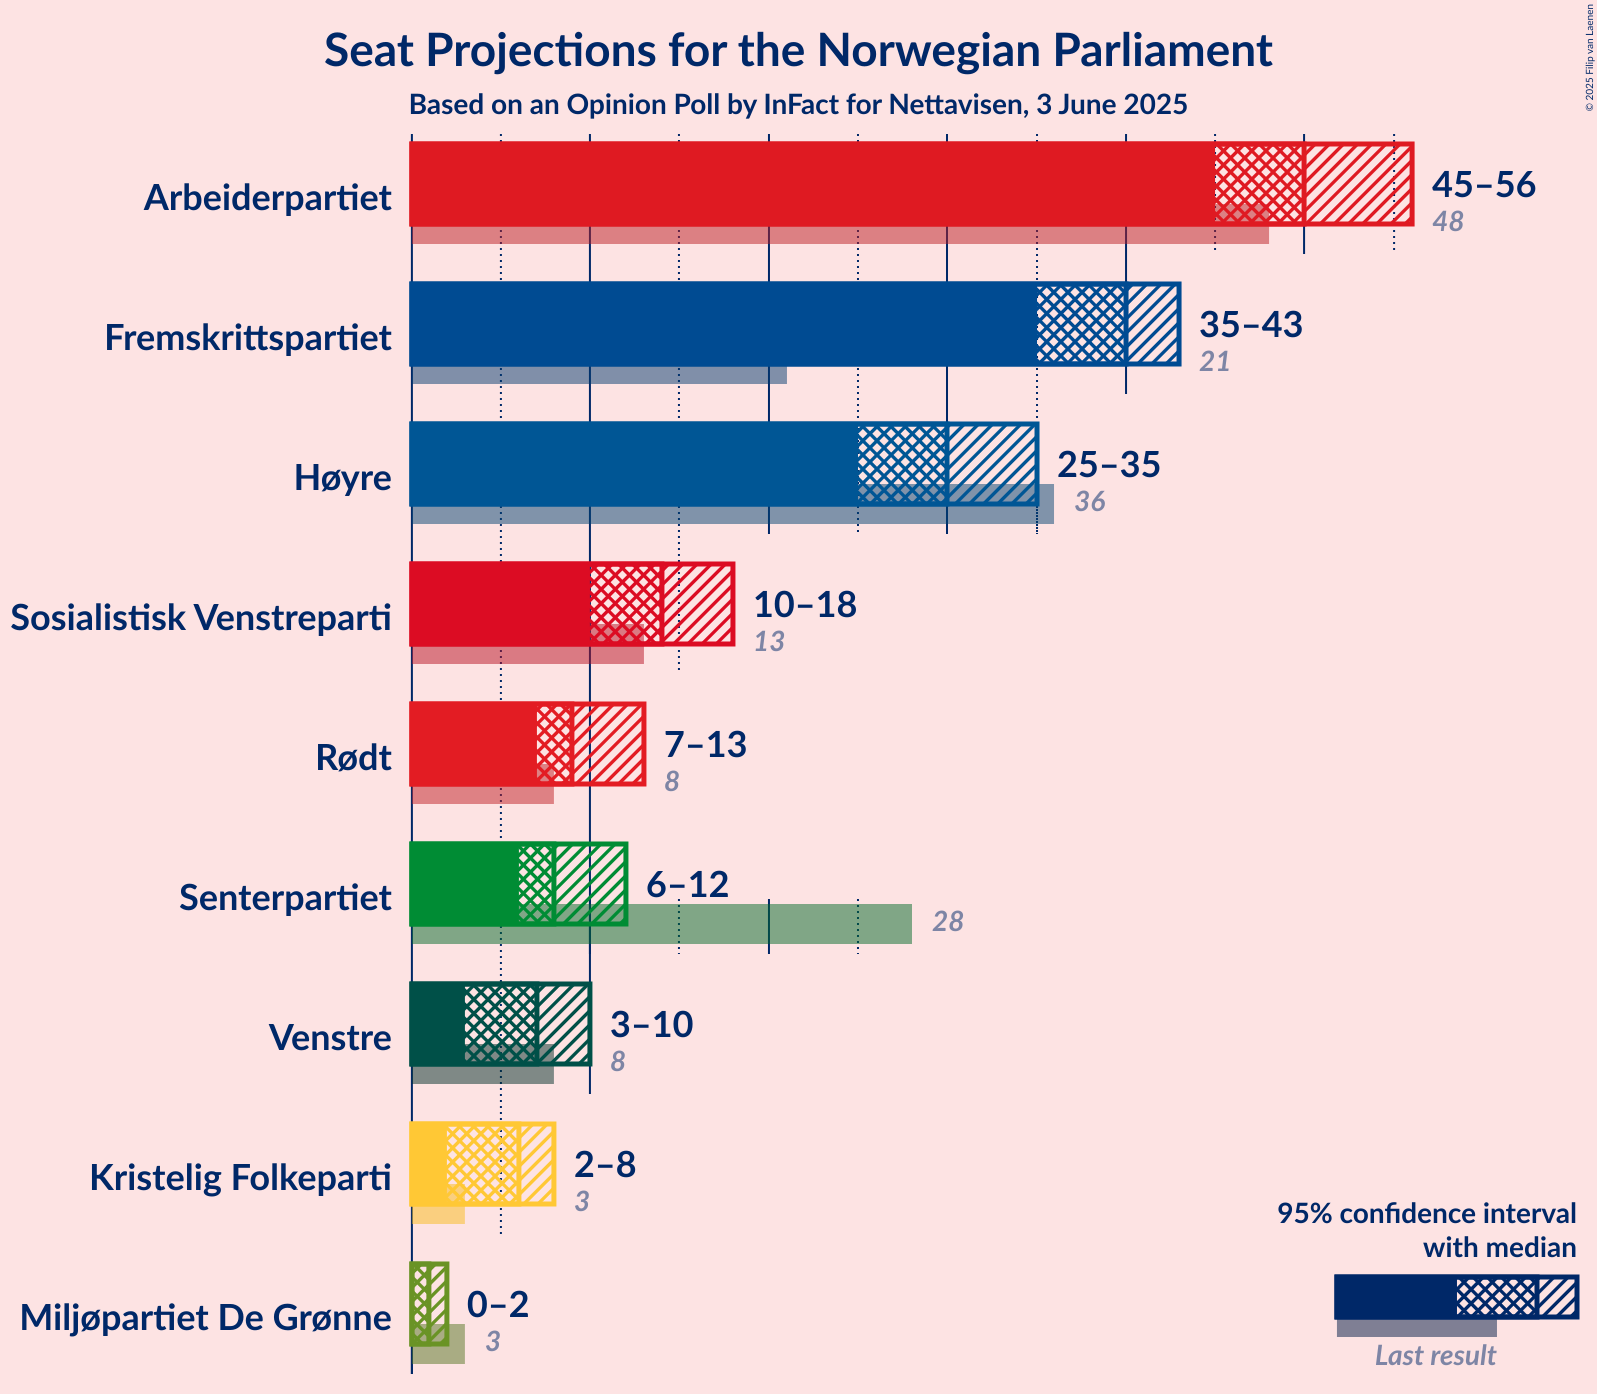 Seat Projections for the Norwegian Parliament
Based on an Opinion Poll by InFact for Nettavisen, 3 June 2025
© 2025 Filip van Laenen
Arbeiderpartiet
45–56
48
Fremskrittspartiet
35–43
21
Høyre
25–35
36
Sosialistisk Venstreparti
10–18
13
Rødt
7–13
8
Senterpartiet
6–12
28
Venstre
3–10
8
Kristelig Folkeparti
2–8
3
Miljøpartiet De Grønne
0–2
3
95% confidence interval
with median
Last result